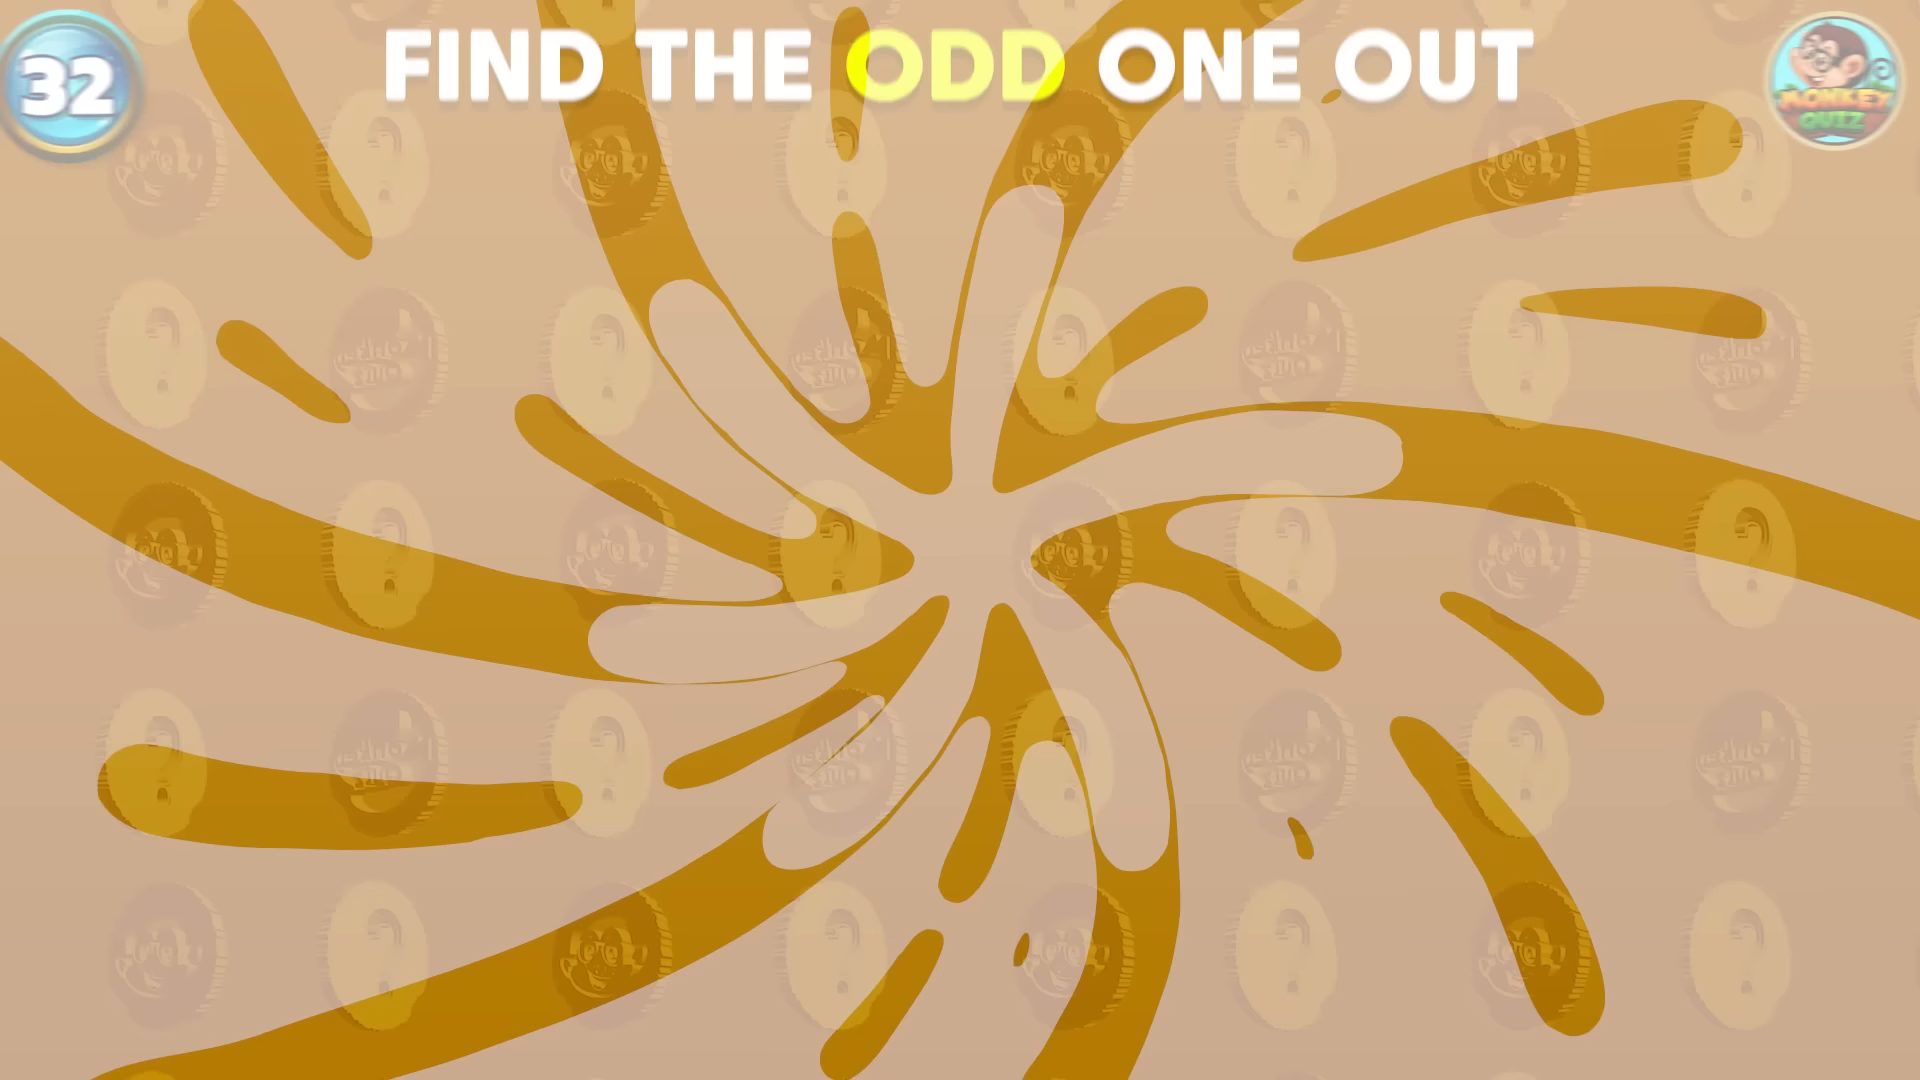 32
FIND THE ODD ONE OUT
MONKEY
QUIZ